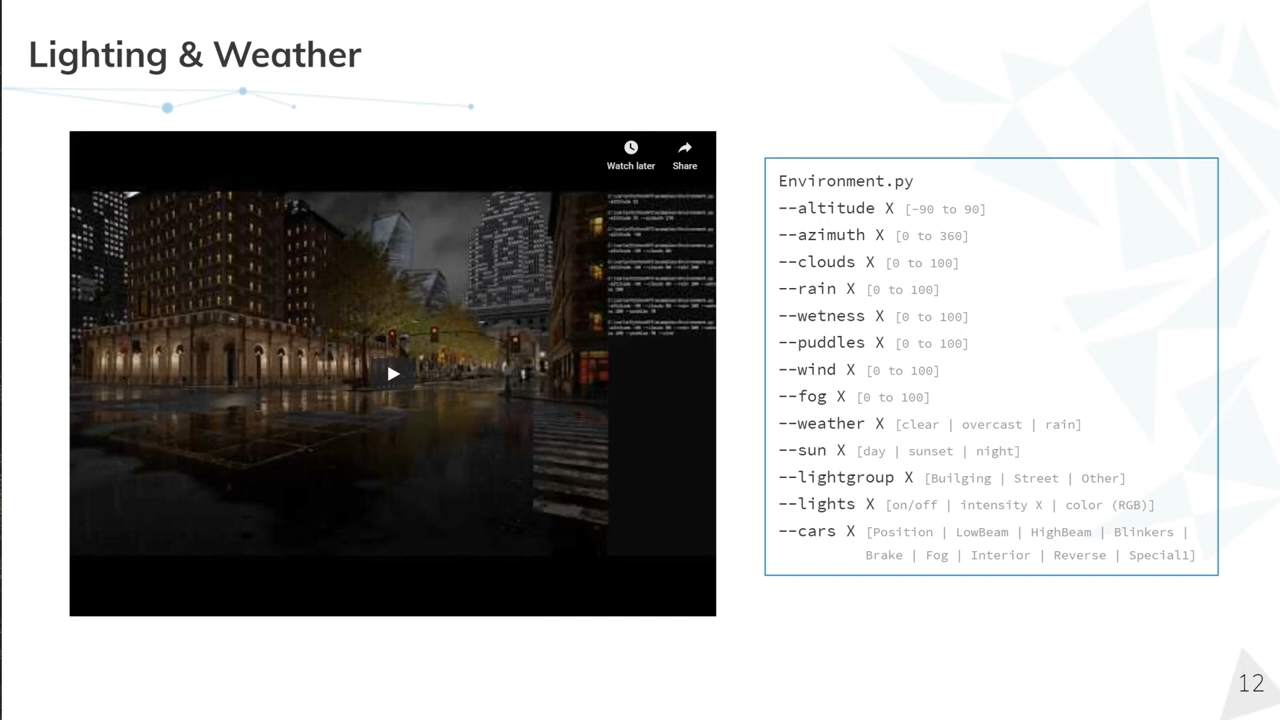 Lighting & Weather
Watch later
Share
Environment.py
--altitude X [-90 to 90]
--azimuth X [0 to 360]
--clouds X [0 to 100]
--rain X [0 to 100]
--wetness X [0 to 100]
--puddles X [0 to 100]
--wind X [0 to 100]
--fog X [0 to 100]
--weather X [clear | overcast | rain]
--sun X [day | sunset | night]
--lightgroup X [Builging | Street | Other]
--lights X [on/off | intensity X | color (RGB)]
--cars X [Position | LowBeam | HighBeam | Blinkers |
Brake | Fog | Interior | Reverse | Special1]
12